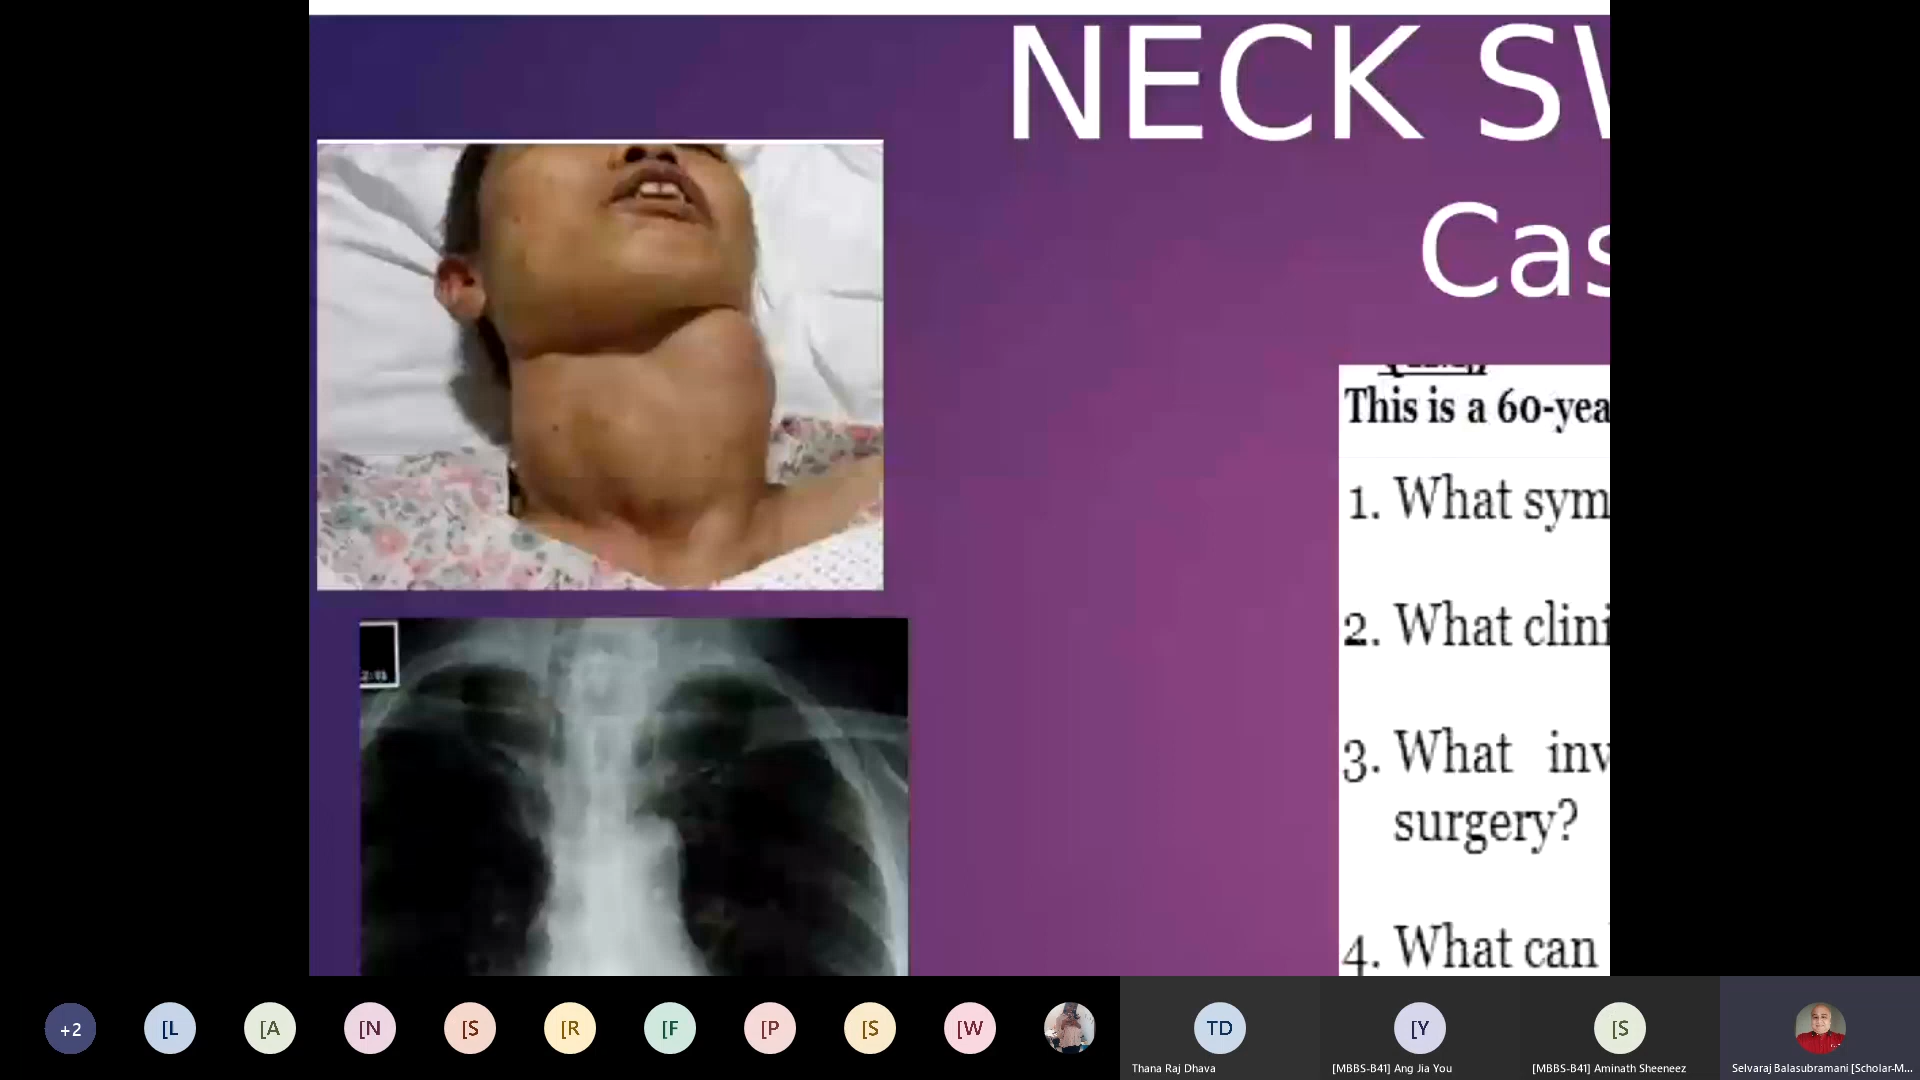 NECK SW
Cas
This is a 60-yea
1. What sym
2. What clini
3. What inv
surgery?
4. What can
+2
[L
[A
[N
[S
[R
[F
[P
[S
[W
TD
[Y
[S
Thana Raj Dhava
[MBBS-B41] Ang Jia You
[MBBS-B41] Aminath Sheeneez
Selvaraj Balasubramani [Scholar-M...